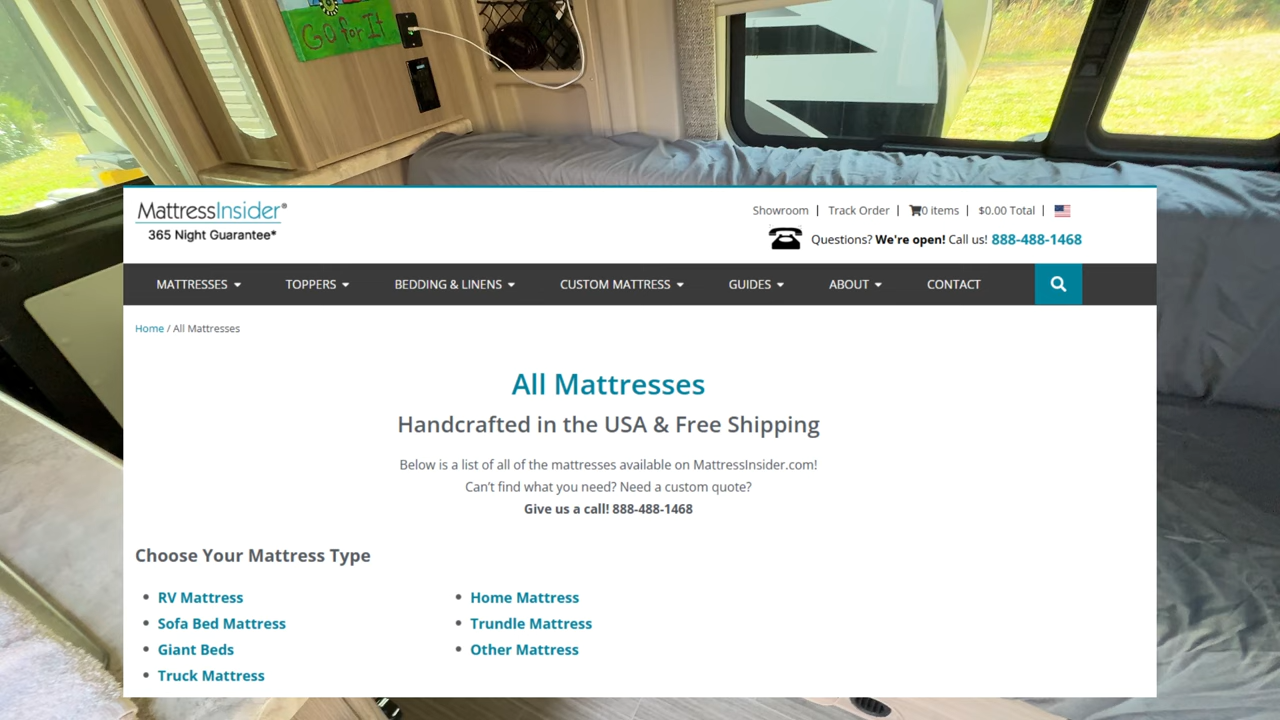 Go for It
MattressInsider®
365 Night Guarantee*
Showroom | Track Order | 0 items | $0.00 Total |
Questions? We're open! Call us! 888-488-1468
MATTRESSES TOPPERS BEDDING & LINENS CUSTOM MATTRESS GUIDES ABOUT CONTACT
Home / All Mattresses
All Mattresses
Handcrafted in the USA & Free Shipping
Below is a list of all of the mattresses available on MattressInsider.com!
Can't find what you need? Need a custom quote?
Give us a call! 888-488-1468
Choose Your Mattress Type
RV Mattress
Sofa Bed Mattress
Giant Beds
Truck Mattress
Home Mattress
Trundle Mattress
Other Mattress